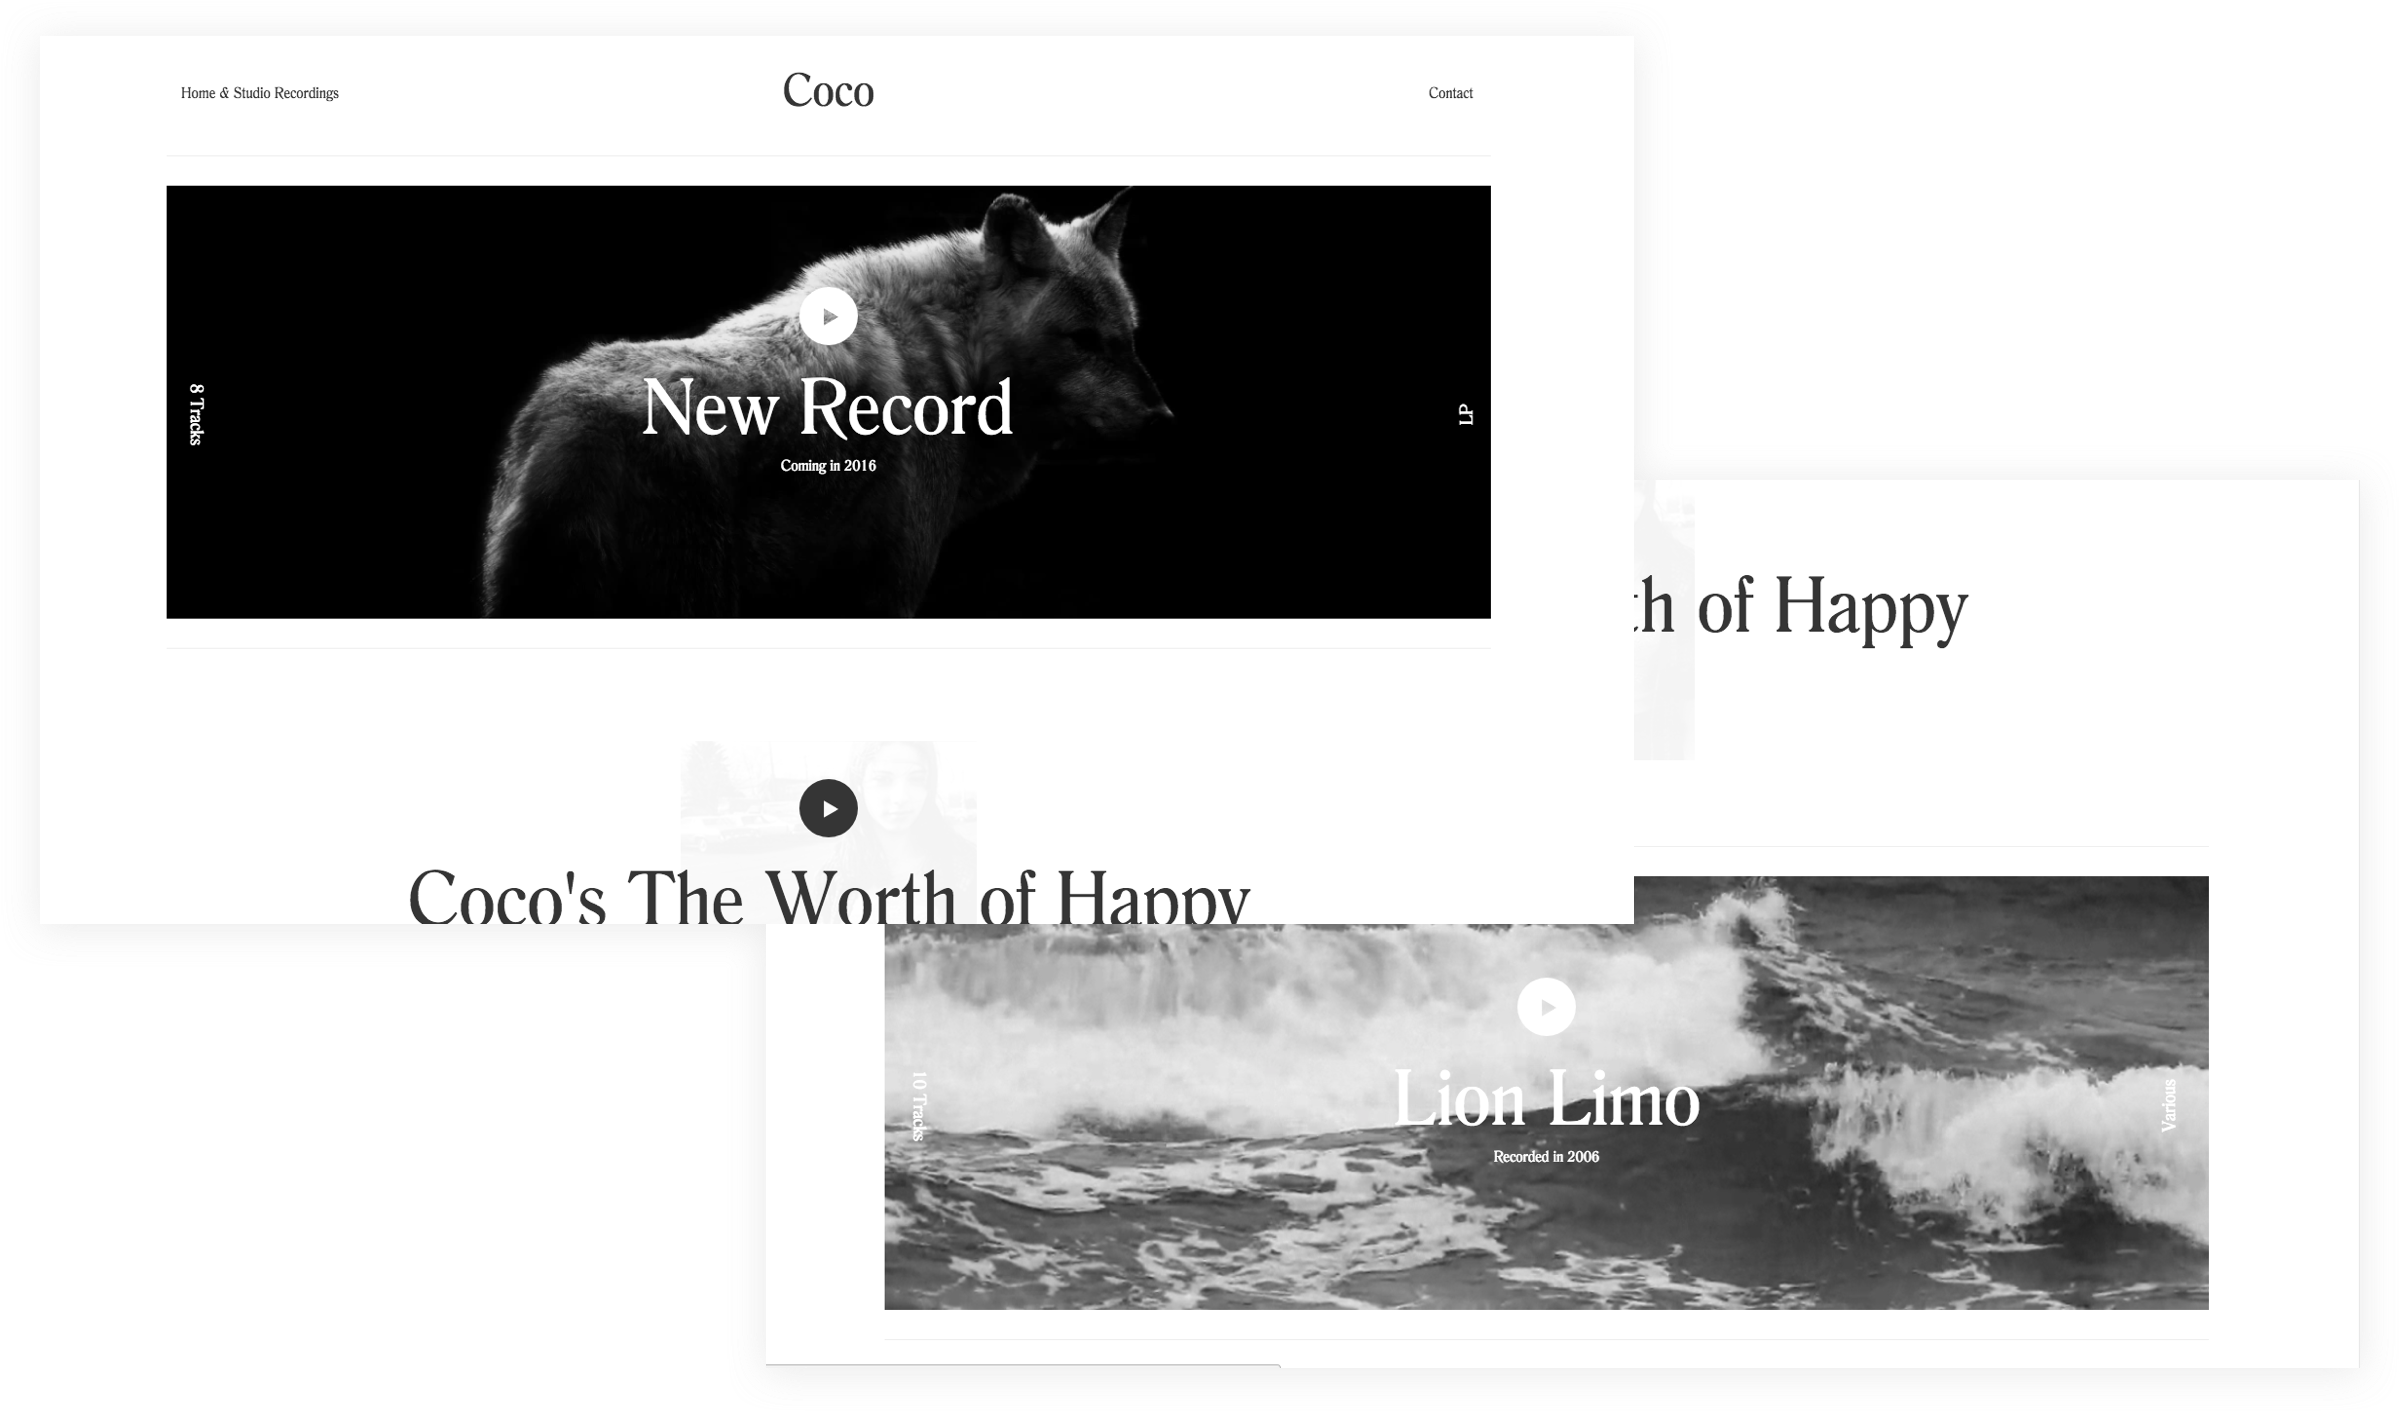 Home & Studio Recordings
Coco
Contact
8 Tracks
New Record
Coming in 2016
LP
Coco's The Worth of Happy
th of Happy
10 Tracks
Lion Limo
Recorded in 2006
Various